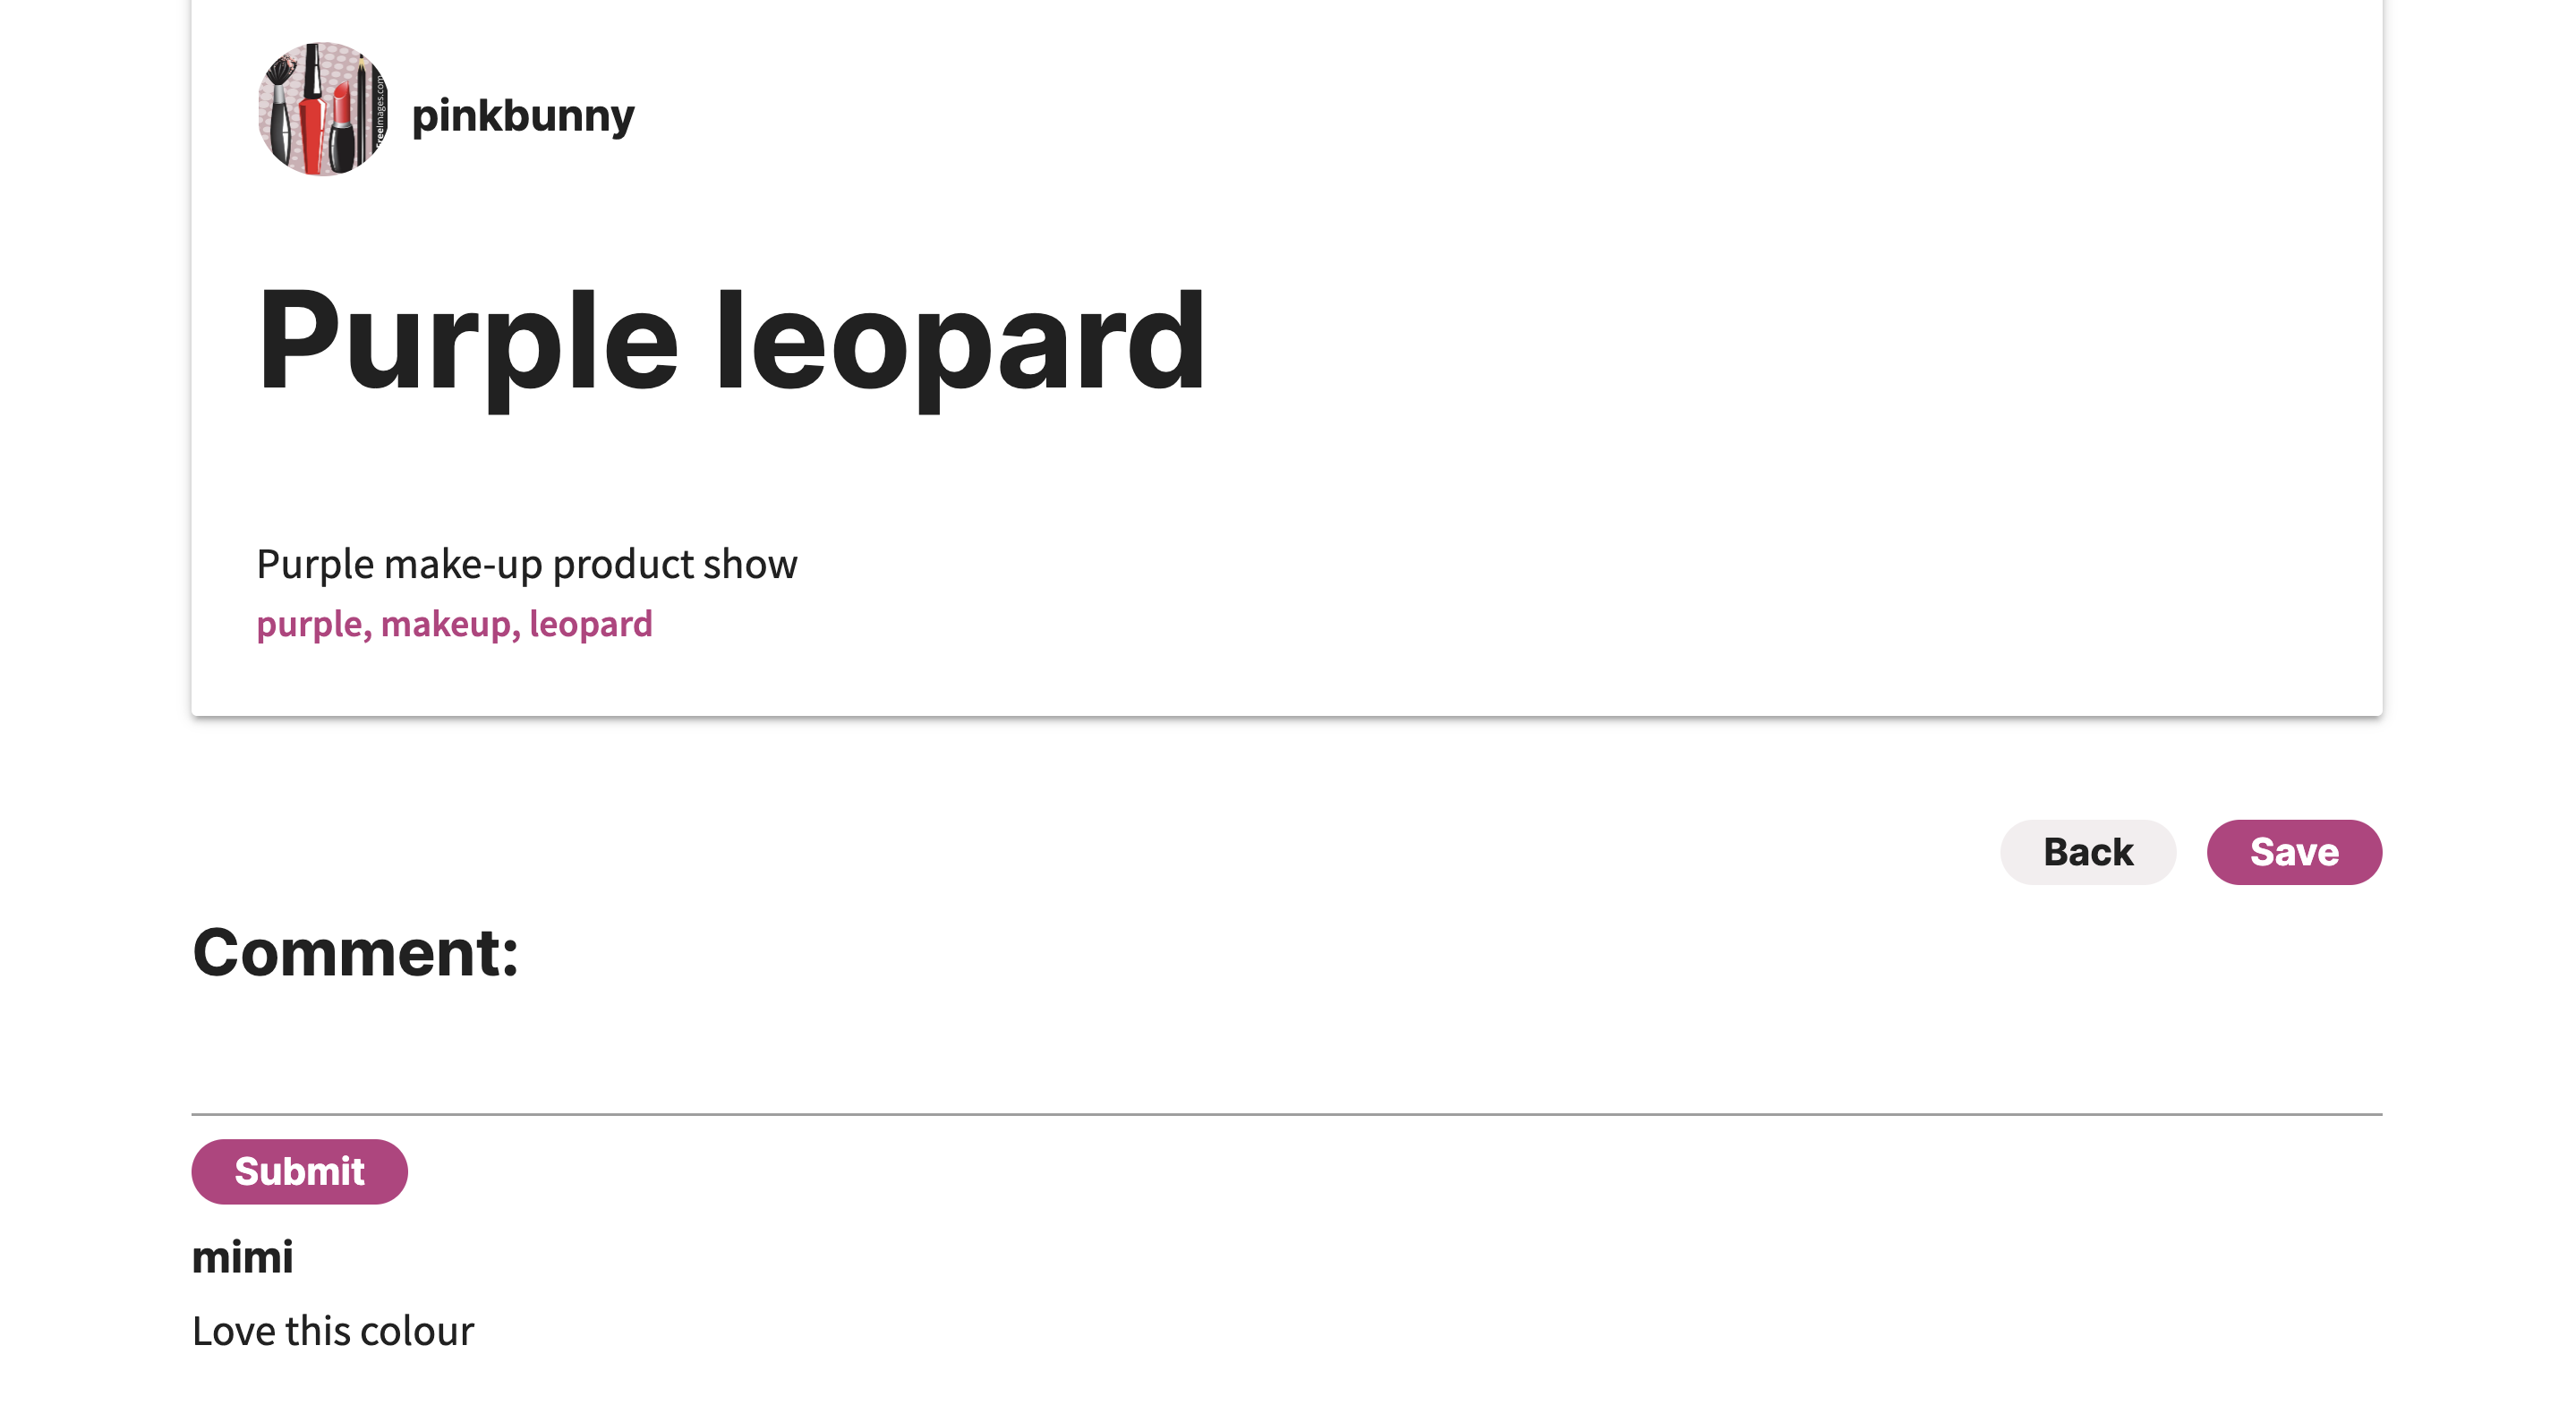 pinkbunny
Purple leopard
Purple make-up product show
purple, makeup, leopard
Back
Save
Comment:
Submit
mimi
Love this colour